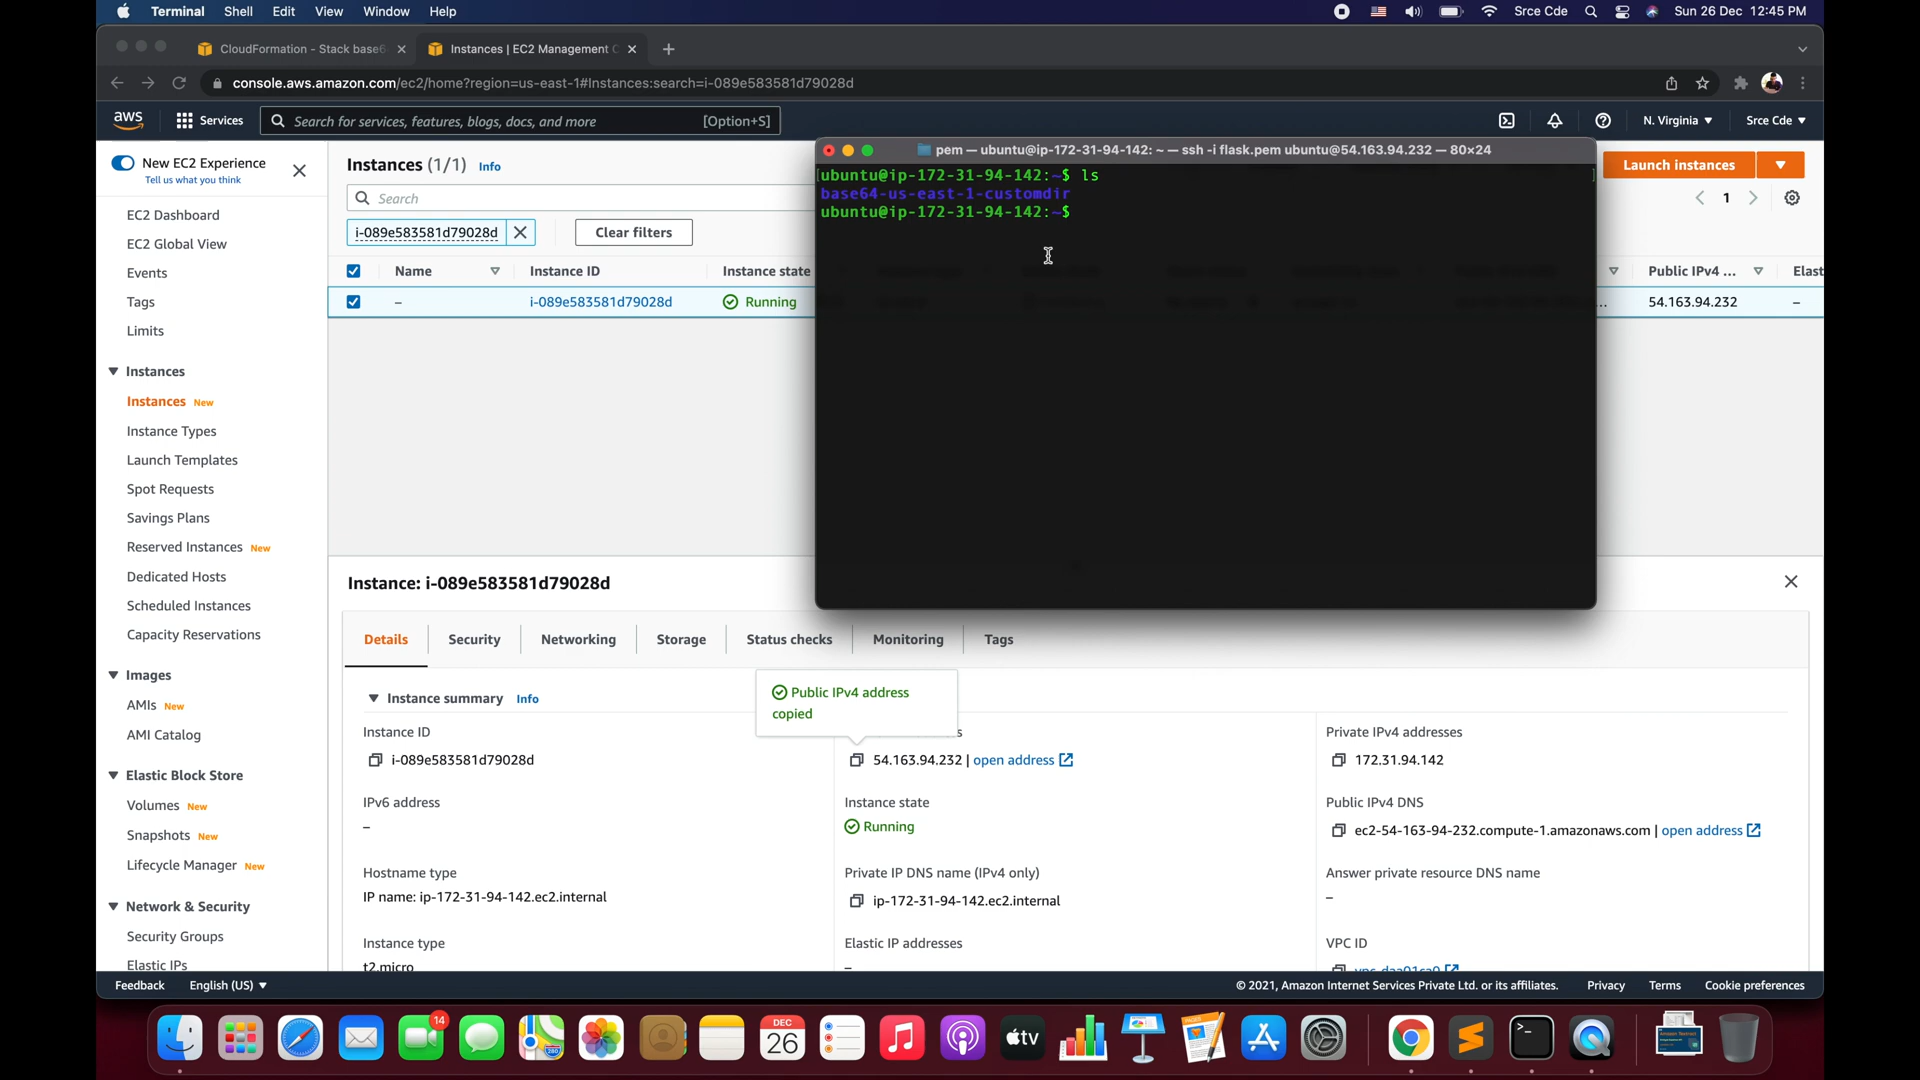 Terminal Shell Edit View Window Help
Srce Cde Sun 26 Dec 12:45 PM
CloudFormation - Stack base6
Instances | EC2 Management C
console.aws.amazon.com/ec2/home?region=us-east-1#Instances:search=i-089e583581d79028d
aws Services Search for services, features, blogs, docs, and more [Option+S] N. Virginia Srce Cde
New EC2 Experience
Tell us what you think
EC2 Dashboard
EC2 Global View
Events
Tags
Limits
Instances
Instances New
Instance Types
Launch Templates
Spot Requests
Savings Plans
Reserved Instances New
Dedicated Hosts
Scheduled Instances
Capacity Reservations
Images
AMIs New
AMI Catalog
Elastic Block Store
Volumes New
Snapshots New
Lifecycle Manager New
Network & Security
Security Groups
Elastic IPs
Instances (1/1) Info
Launch instances
Search
1
i-089e583581d79028d
Clear filters
Name Instance ID Instance state Public IPv4 ... Elast
– i-089e583581d79028d Running ... 54.163.94.232 –
pem — ubuntu@ip-172-31-94-142: ~ — ssh -i flask.pem ubuntu@54.163.94.232 — 80×24
[ubuntu@ip-172-31-94-142:~$ ls ]
base64-us-east-1-customdir
ubuntu@ip-172-31-94-142:~$
Instance: i-089e583581d79028d
Details Security Networking Storage Status checks Monitoring Tags
Public IPv4 address
copied
Instance summary Info
Instance ID
i-089e583581d79028d
54.163.94.232 | open address
Private IPv4 addresses
172.31.94.142
IPv6 address
–
Instance state
Running
Public IPv4 DNS
ec2-54-163-94-232.compute-1.amazonaws.com | open address
Hostname type
IP name: ip-172-31-94-142.ec2.internal
Private IP DNS name (IPv4 only)
ip-172-31-94-142.ec2.internal
Answer private resource DNS name
–
Instance type
t2.micro
Elastic IP addresses
–
VPC ID
Feedback English (US) © 2021, Amazon Internet Services Private Ltd. or its affiliates. Privacy Terms Cookie preferences
14
DEC
26
tv
280